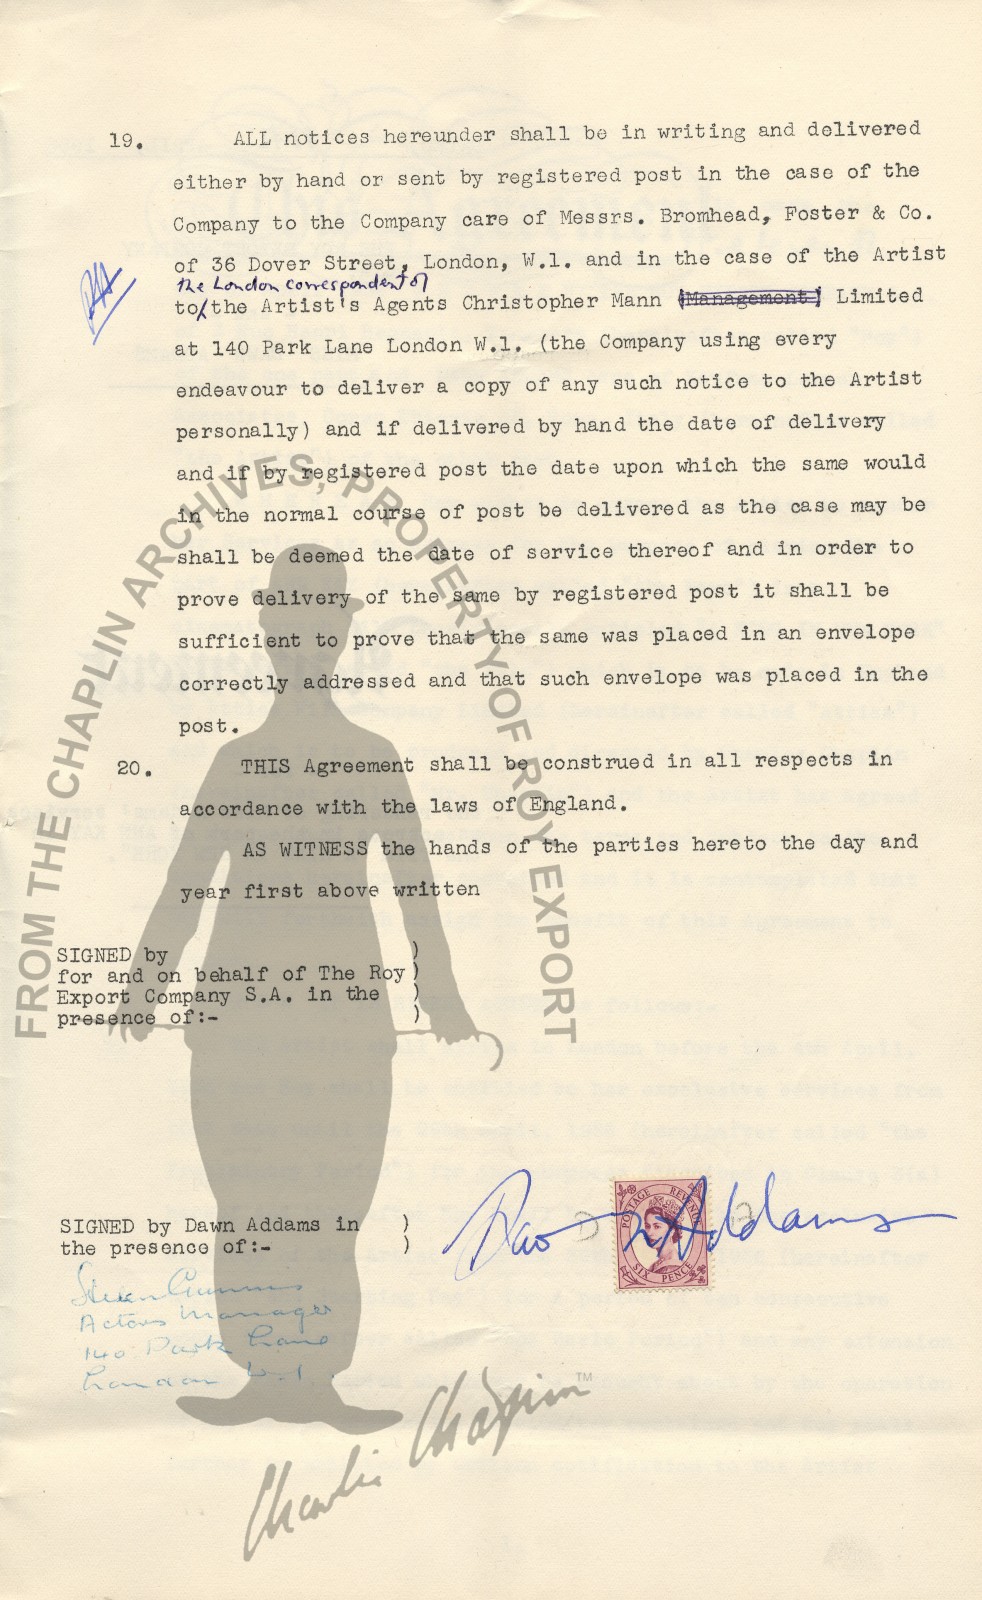 19. ALL notices hereunder shall be in writing and delivered
either by hand or sent by registered post in the case of the
Company to the Company care of Messrs. Bromhead, Foster & Co.
of 36 Dover Street, London, W.1. and in the case of the Artist
the London correspondent of
to the Artist's Agents Christopher Mann (Management) Limited
at 140 Park Lane London W.1. (the Company using every
endeavour to deliver a copy of any such notice to the Artist
personally) and if delivered by hand the date of delivery
and if by registered post the date upon which the same would
in the normal course of post be delivered as the case may be
shall be deemed the date of service thereof and in order to
prove delivery of the same by registered post it shall be
sufficient to prove that the same was placed in an envelope
correctly addressed and that such envelope was placed in the
post.
20. THIS Agreement shall be construed in all respects in
accordance with the laws of England.
AS WITNESS the hands of the parties hereto the day and
year first above written
SIGNED by )
for and on behalf of The Roy )
Export Company S.A. in the )
presence of:- )
SIGNED by Dawn Addams in )
the presence of:- )
Dawn Addams
POSTAGE REVENUE
SIX PENCE
Actors Manager
140 Park Lane
London W.1
FROM THE CHAPLIN ARCHIVES, PROPERTY OF ROY EXPORT
Charlie Chaplin™